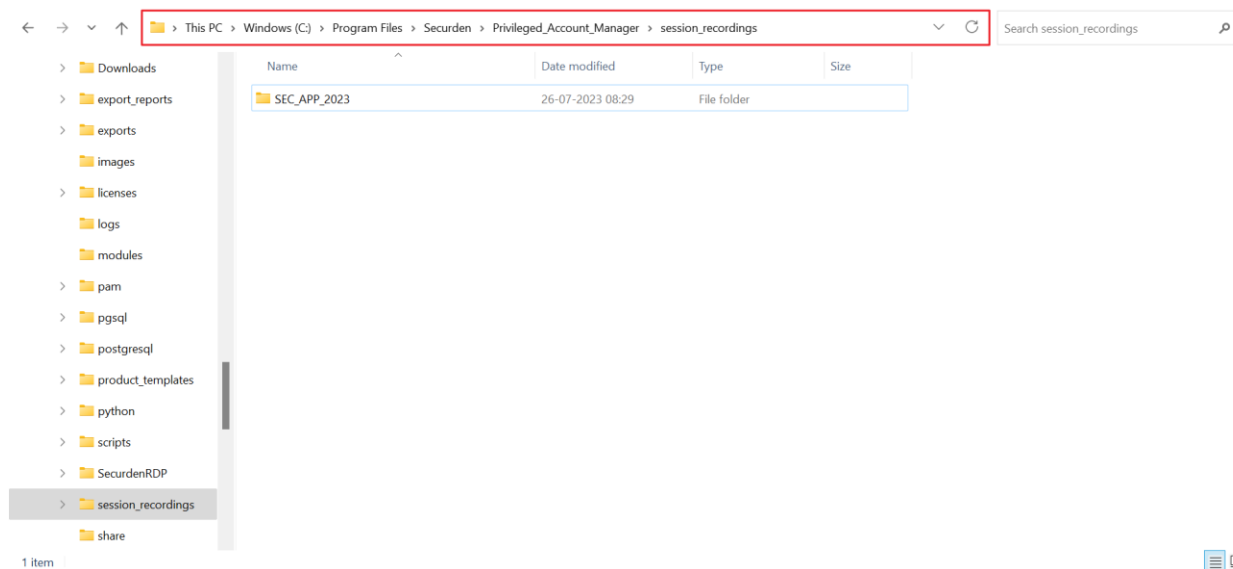 This PC > Windows (C:) > Program Files > Securden > Privileged_Account_Manager > session_recordings
Search session_recordings
Name Date modified Type Size
SEC_APP_2023 26-07-2023 08:29 File folder
Downloads
export_reports
exports
images
licenses
logs
modules
pam
pgsql
postgresql
product_templates
python
scripts
SecurdenRDP
session_recordings
share
1 item